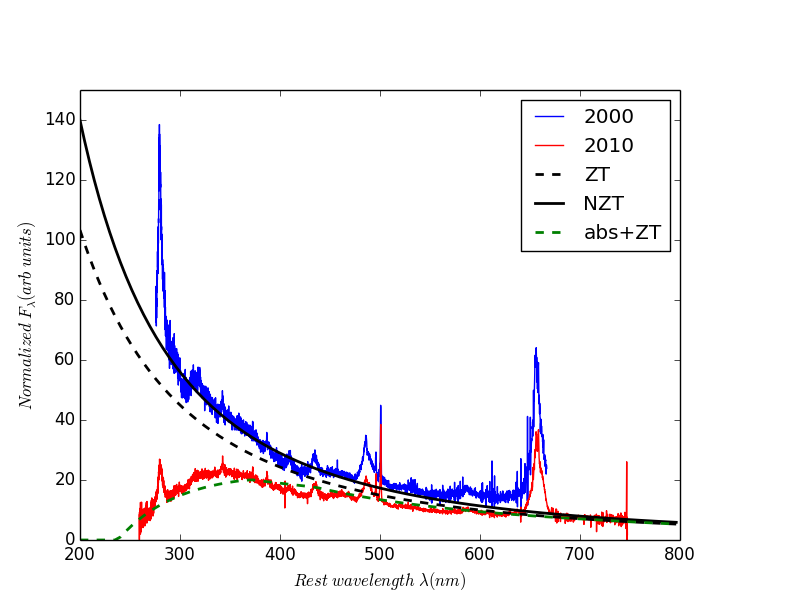 2000
2010
ZT
NZT
abs+ZT
140
120
100
80
60
40
20
0
Normalized F_λ(arb units)
200 300 400 500 600 700 800
Rest wavelength λ(nm)